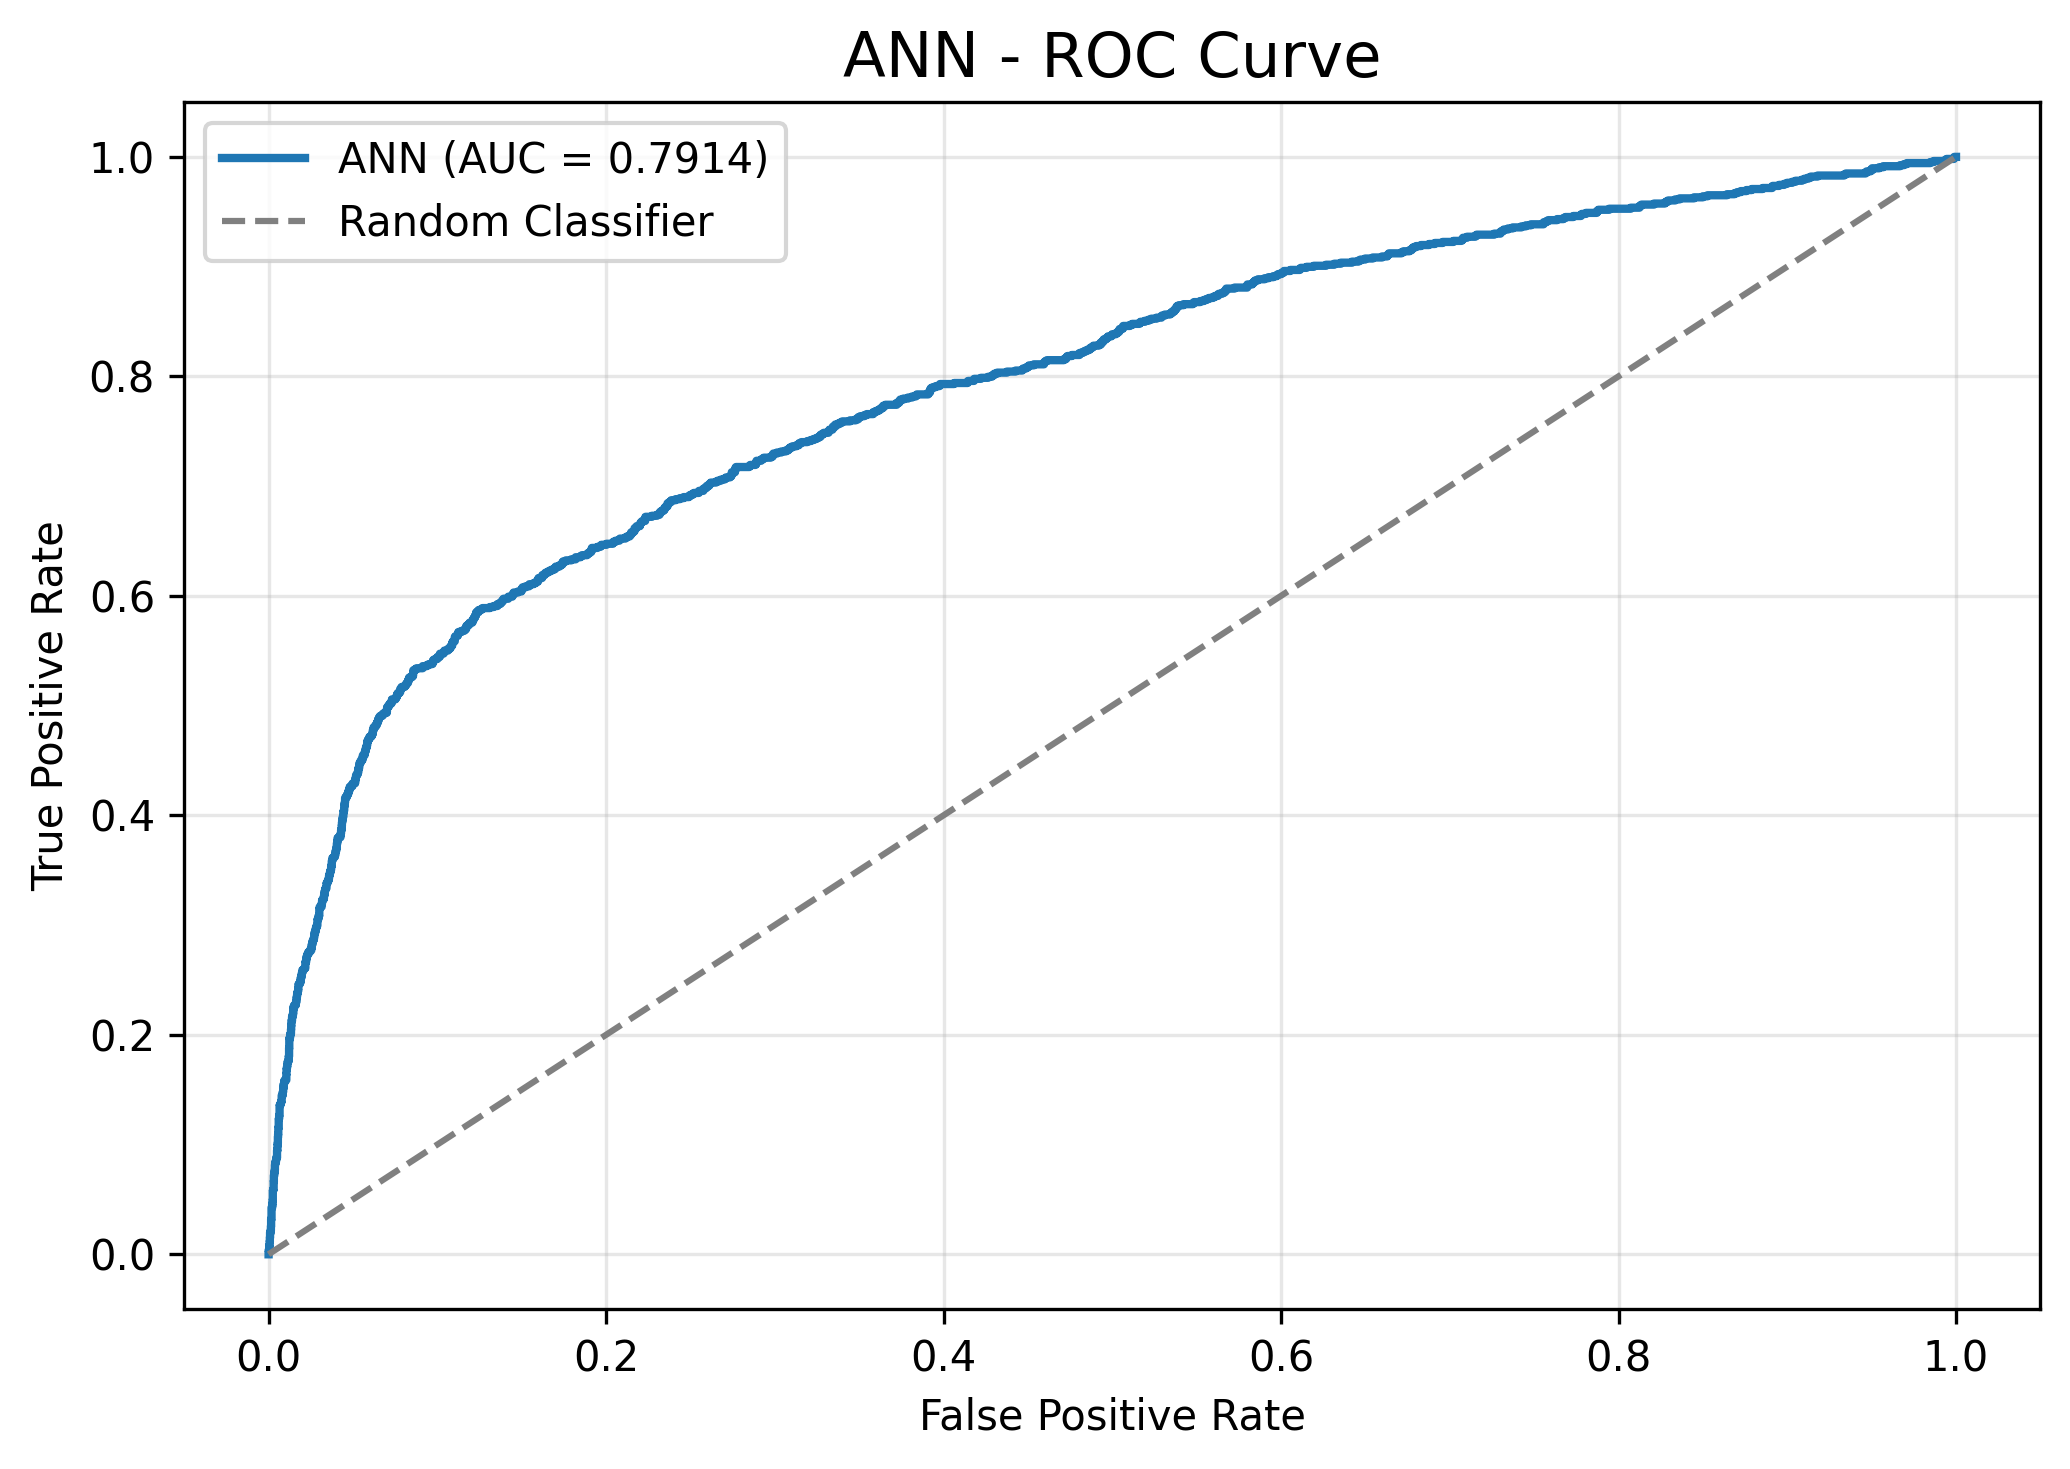 ANN - ROC Curve
ANN (AUC = 0.7914)
Random Classifier
1.0
0.8
0.6
0.4
0.2
0.0
True Positive Rate
0.0 0.2 0.4 0.6 0.8 1.0
False Positive Rate